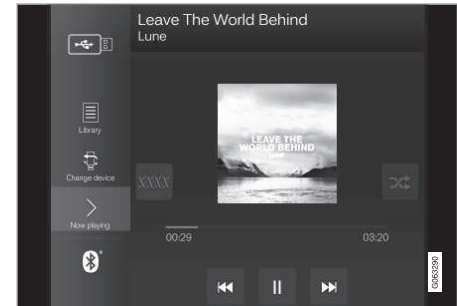 Leave The World Behind
Lune
Library
Change device
XXXX
Now playing
LEAVE THE
WORLD BEHIND
LUNE
00:29
03:20
G063290